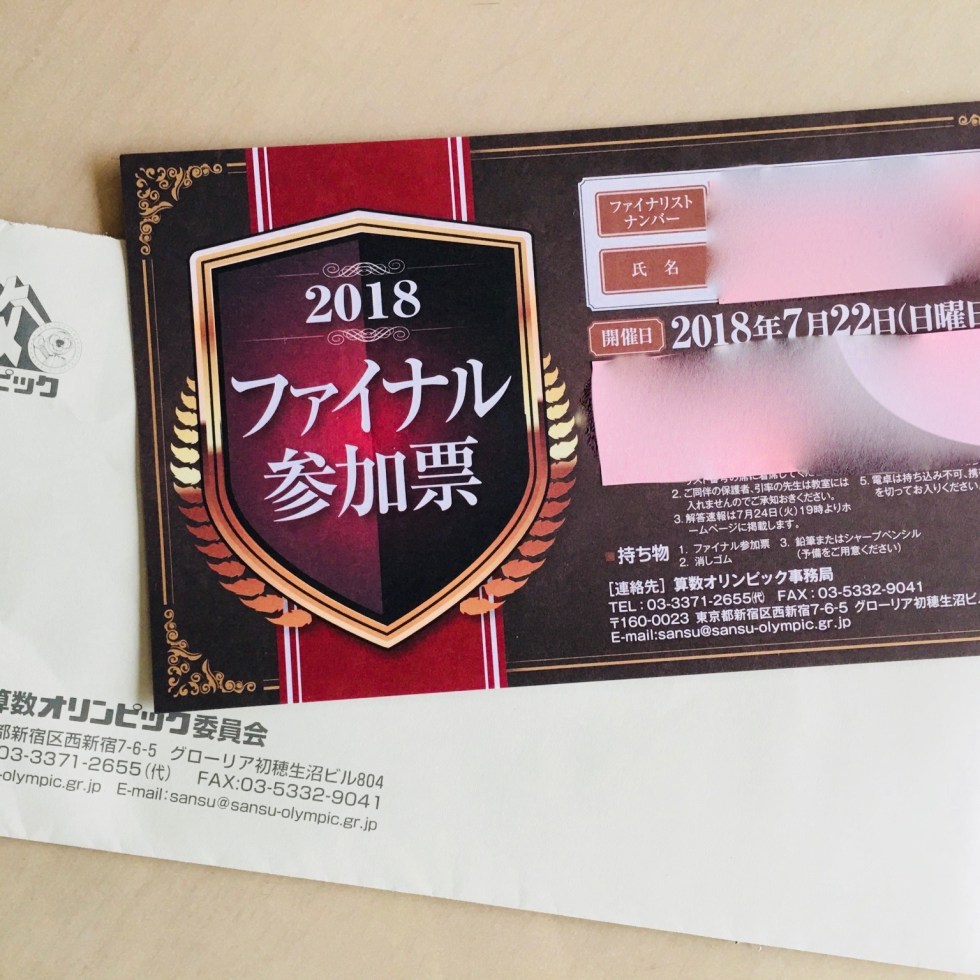 2018
ファイナル
参加票
ファイナリスト
ナンバー
氏 名
開催日 2018年7月22日(日曜日
2. ご同伴の保護者、引率の先生は教室には
入れませんのでご承知おきください。
3. 解答速報は7月24日(火)19時よりホ
ームページに掲載します。
5. 電卓は持ち込み不可、携
を切ってお入りください。
持ち物 1. ファイナル参加票 3. 鉛筆またはシャープペンシル
2. 消しゴム (予備をご用意ください)
[連絡先] 算数オリンピック事務局
TEL:03-3371-2655㈹ FAX:03-5332-9041
〒160-0023 東京都新宿区西新宿7-6-5 グローリア初穂生沼ビ
E-mail:sansu@sansu-olympic.gr.jp
ピック
算数オリンピック委員会
都新宿区西新宿7-6-5 グローリア初穂生沼ビル804
03-3371-2655(代) FAX:03-5332-9041
-olympic.gr.jp E-mail:sansu@sansu-olympic.gr.jp